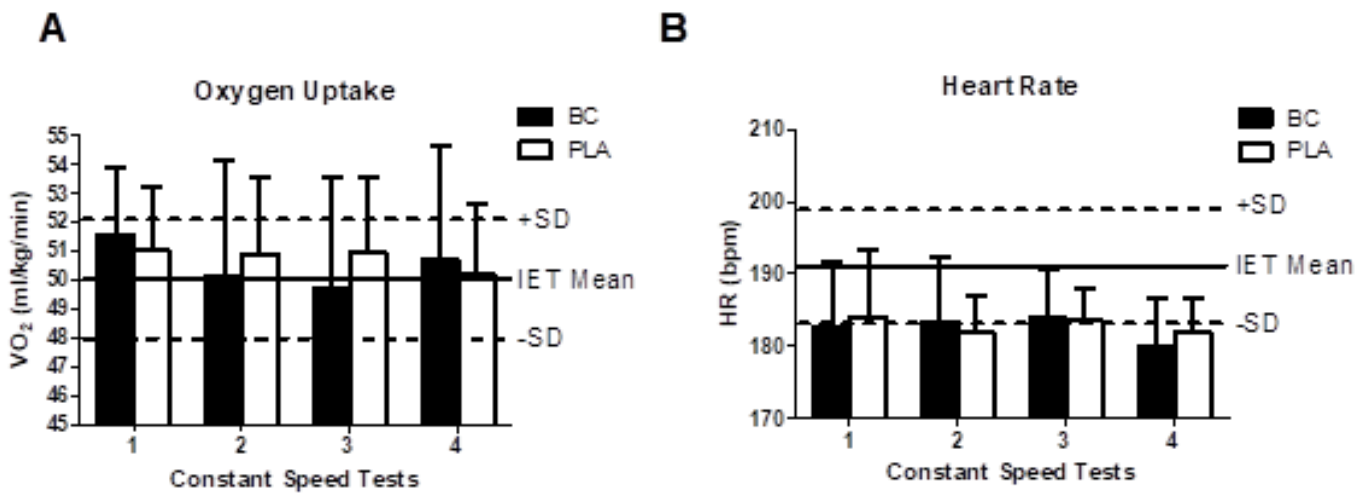 A
Oxygen Uptake
BC
PLA
55
54
53
52
51
50
49
48
47
46
45
VO₂ (ml/kg/min)
+SD
IET Mean
-SD
1 2 3 4
Constant Speed Tests
B
Heart Rate
BC
PLA
210
200
190
180
170
HR (bpm)
+SD
IET Mean
-SD
1 2 3 4
Constant Speed Tests